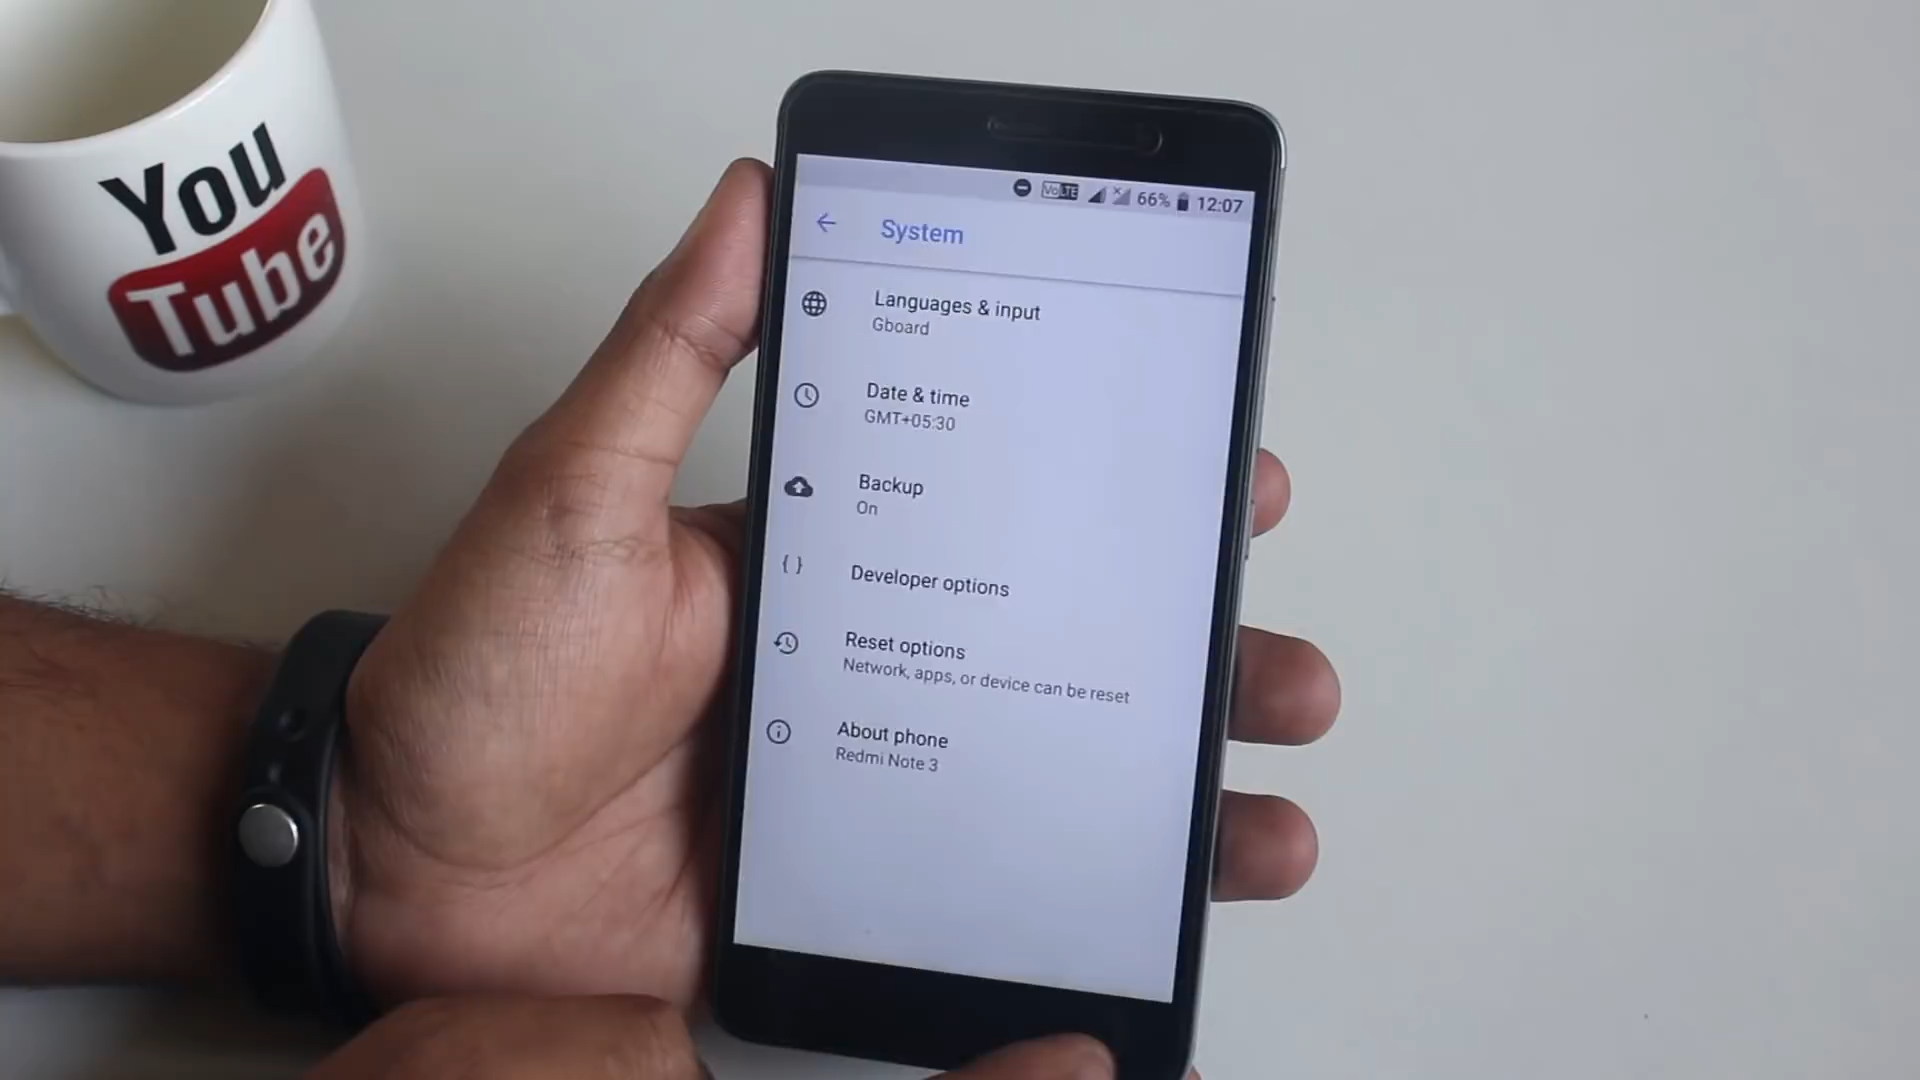 You
Tube
VoLTE 66% 12:07
System
Languages & input
Gboard
Date & time
GMT+05:30
Backup
On
{ } Developer options
Reset options
Network, apps, or device can be reset
About phone
Redmi Note 3